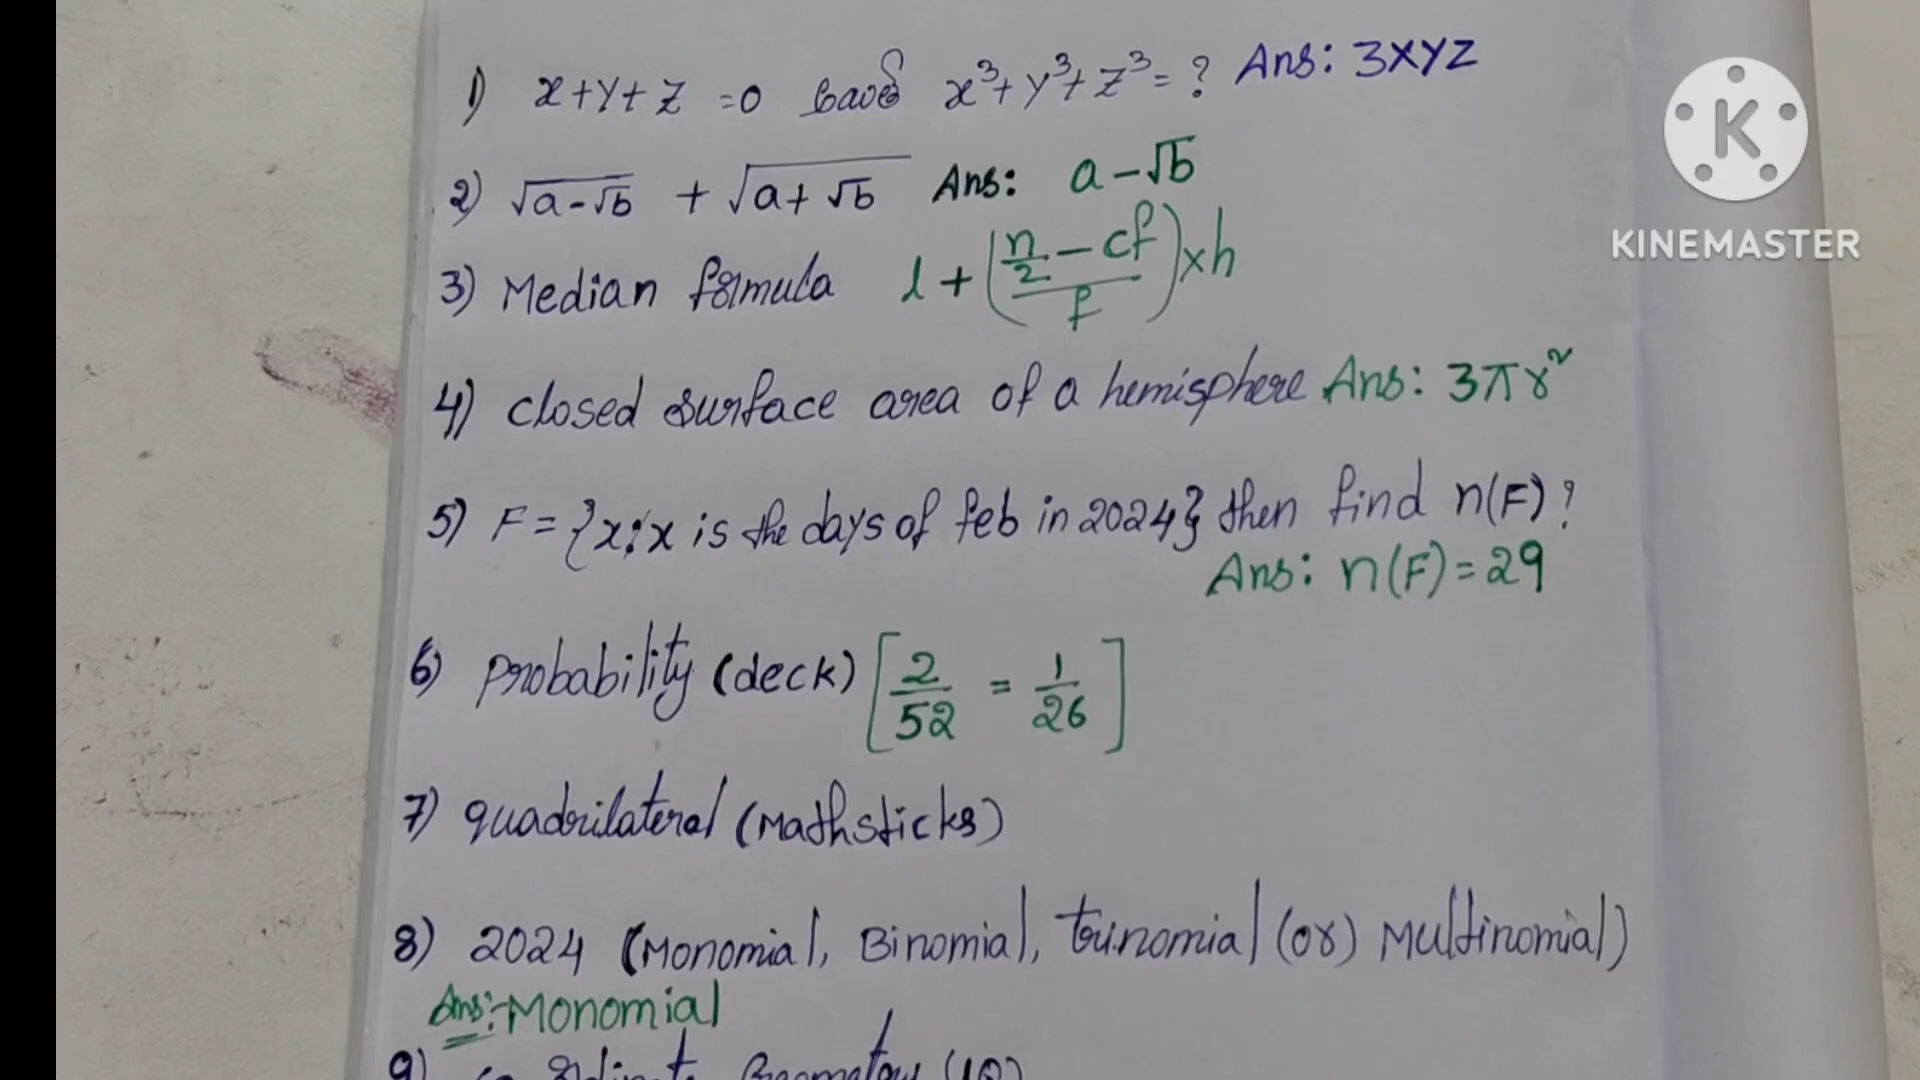 1) x+y+z =0 అయితే x³+y³+z³= ? Ans: 3xyz
2) √a-√b + √a+√b Ans: a-√b
3) Median formula l + (n/2 - cf / f) x h
4) closed surface area of a hemisphere Ans: 3πr²
5) F = {x:x is the days of feb in 2024} then find n(F)?
Ans: n(F)=29
6) probability (deck) [2/52 = 1/26]
7) quadrilateral (Mathsticks)
8) 2024 (Monomial, Binomial, trinomial (or) Multinomial)
Ans:- Monomial
9)
KINEMASTER